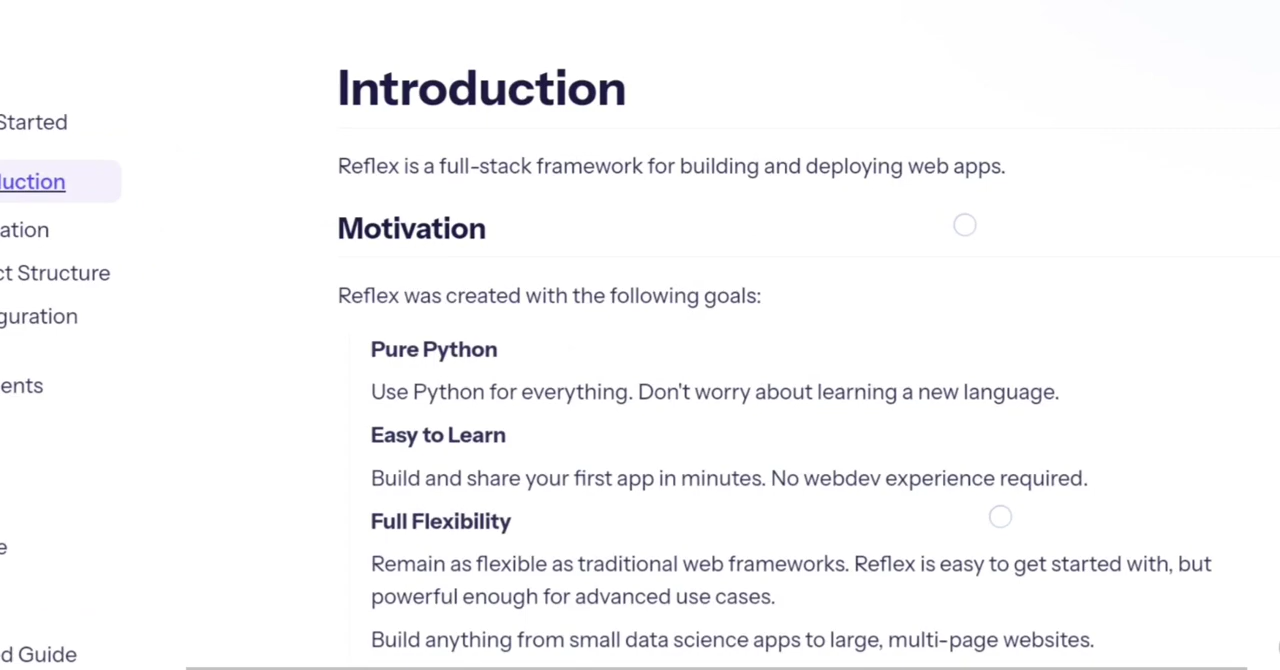 Introduction
Reflex is a full-stack framework for building and deploying web apps.
Motivation
Reflex was created with the following goals:
Pure Python
Use Python for everything. Don't worry about learning a new language.
Easy to Learn
Build and share your first app in minutes. No webdev experience required.
Full Flexibility
Remain as flexible as traditional web frameworks. Reflex is easy to get started with, but
powerful enough for advanced use cases.
Build anything from small data science apps to large, multi-page websites.
Started
duction
ation
ct Structure
guration
ents
e
d Guide